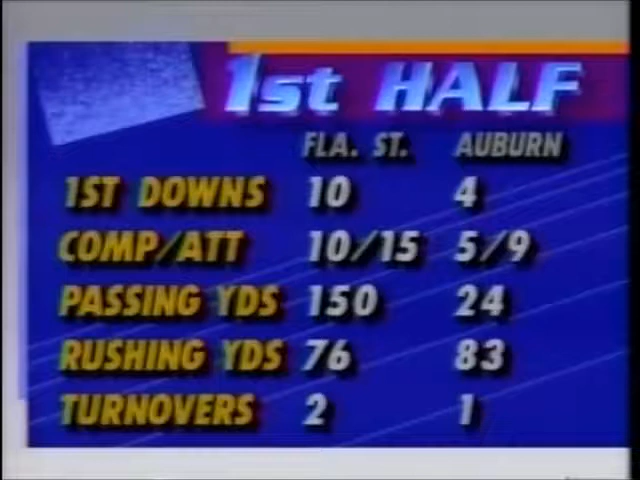 1st HALF
FLA. ST. AUBURN
1ST DOWNS 10 4
COMP/ATT 10/15 5/9
PASSING YDS 150 24
RUSHING YDS 76 83
TURNOVERS 2 1